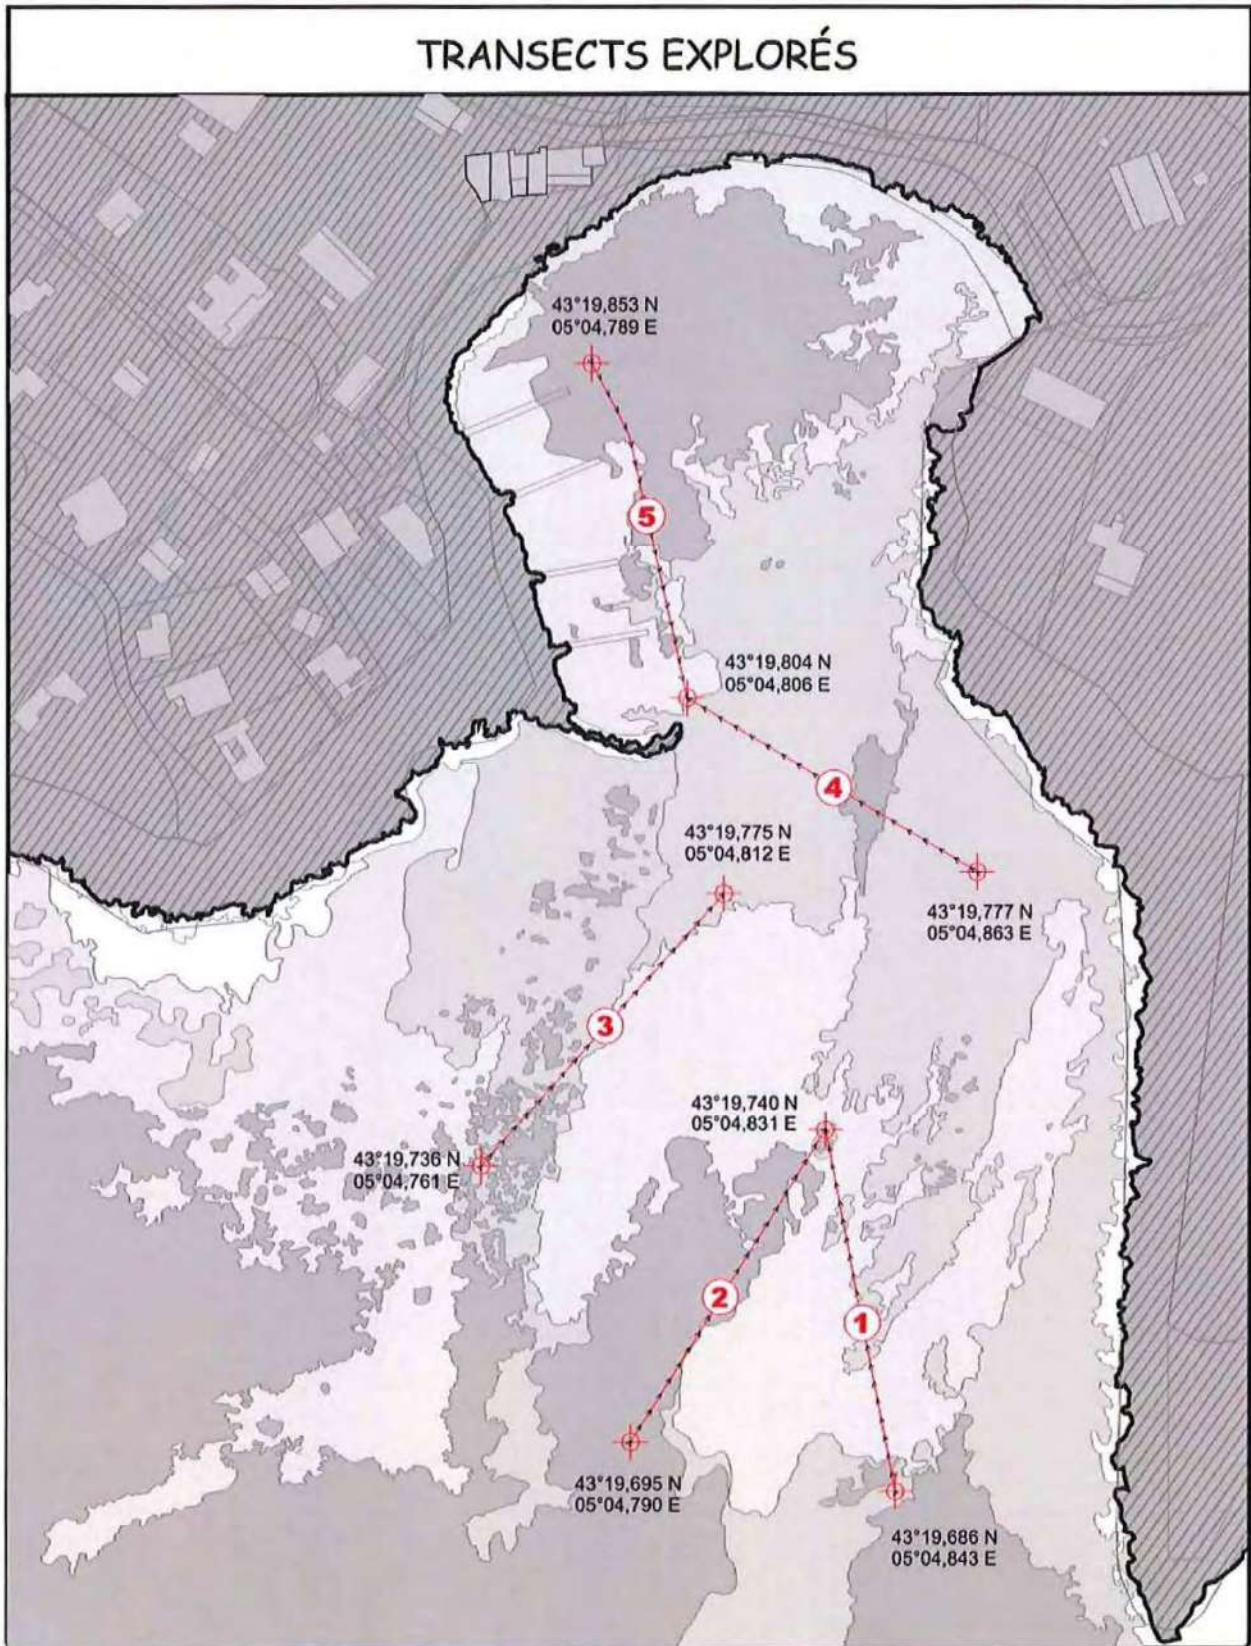 TRANSECTS EXPLORÉS
43°19,853 N
05°04,789 E
5
43°19,804 N
05°04,806 E
4
43°19,775 N
05°04,812 E
43°19,777 N
05°04,863 E
3
43°19,740 N
05°04,831 E
43°19,736 N
05°04,761 E
2
1
43°19,695 N
05°04,790 E
43°19,686 N
05°04,843 E